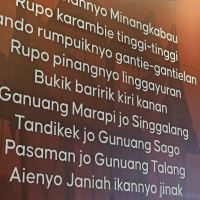 Minangkabau
Rupo karambie tinggi-tinggi
rumpuiknyo gantie-gantielan
Rupo pinangnyo linggayuran
Bukik baririk kiri kanan
Ganuang Marapi jo Singgalang
Tandikek jo Gunuang Sago
Pasaman jo Gunuang Talang
Aienyo Janiah ikannyo jinak